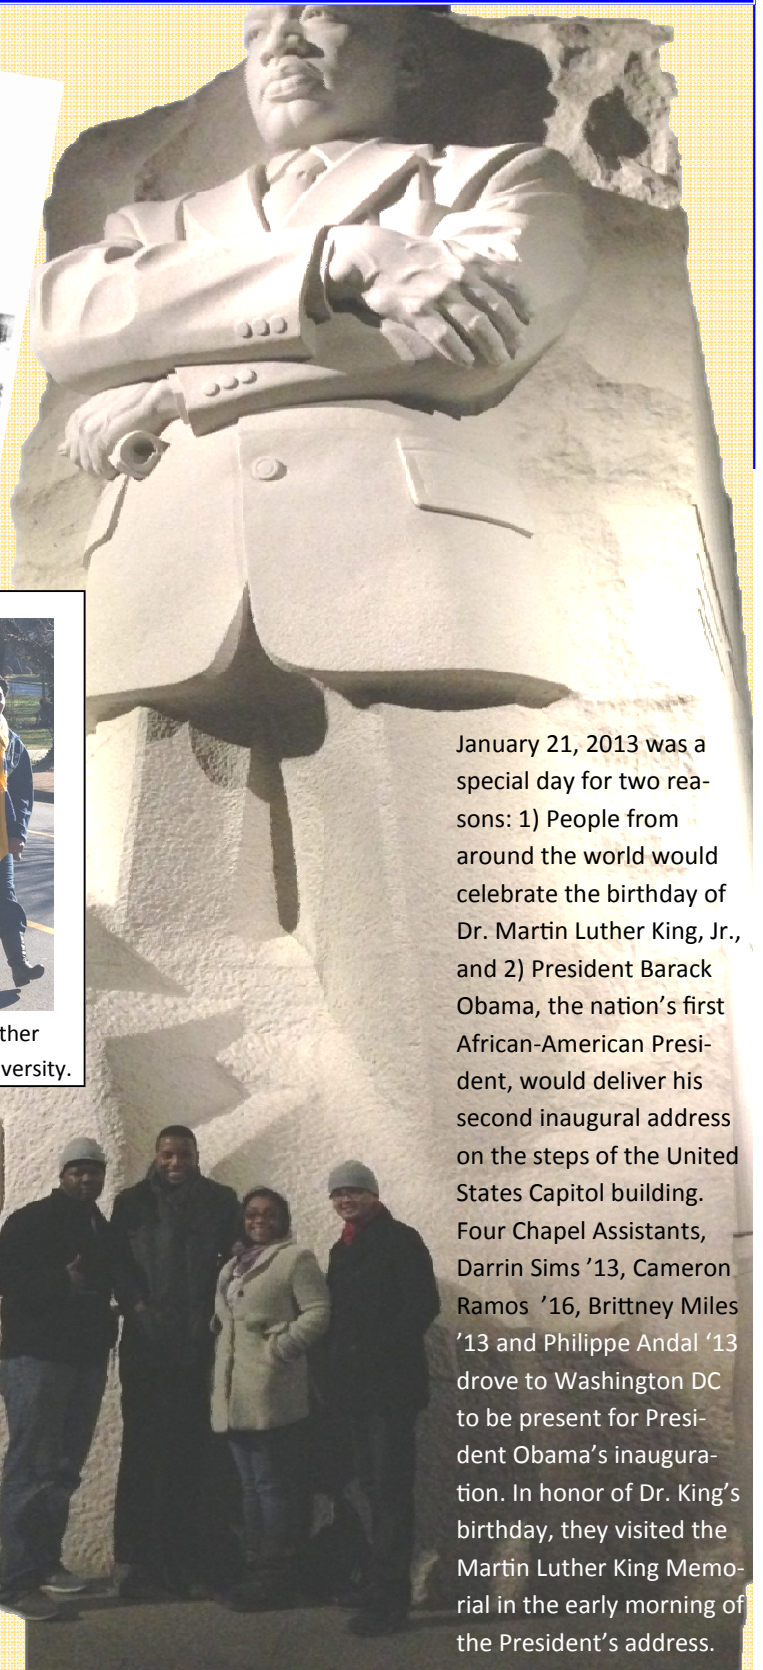 ther
versity.
January 21, 2013 was a
special day for two rea-
sons: 1) People from
around the world would
celebrate the birthday of
Dr. Martin Luther King, Jr.,
and 2) President Barack
Obama, the nation’s first
African-American Presi-
dent, would deliver his
second inaugural address
on the steps of the United
States Capitol building.
Four Chapel Assistants,
Darrin Sims ’13, Cameron
Ramos ’16, Brittney Miles
’13 and Philippe Andal ‘13
drove to Washington DC
to be present for Presi-
dent Obama’s inaugura-
tion. In honor of Dr. King’s
birthday, they visited the
Martin Luther King Memo-
rial in the early morning of
the President’s address.